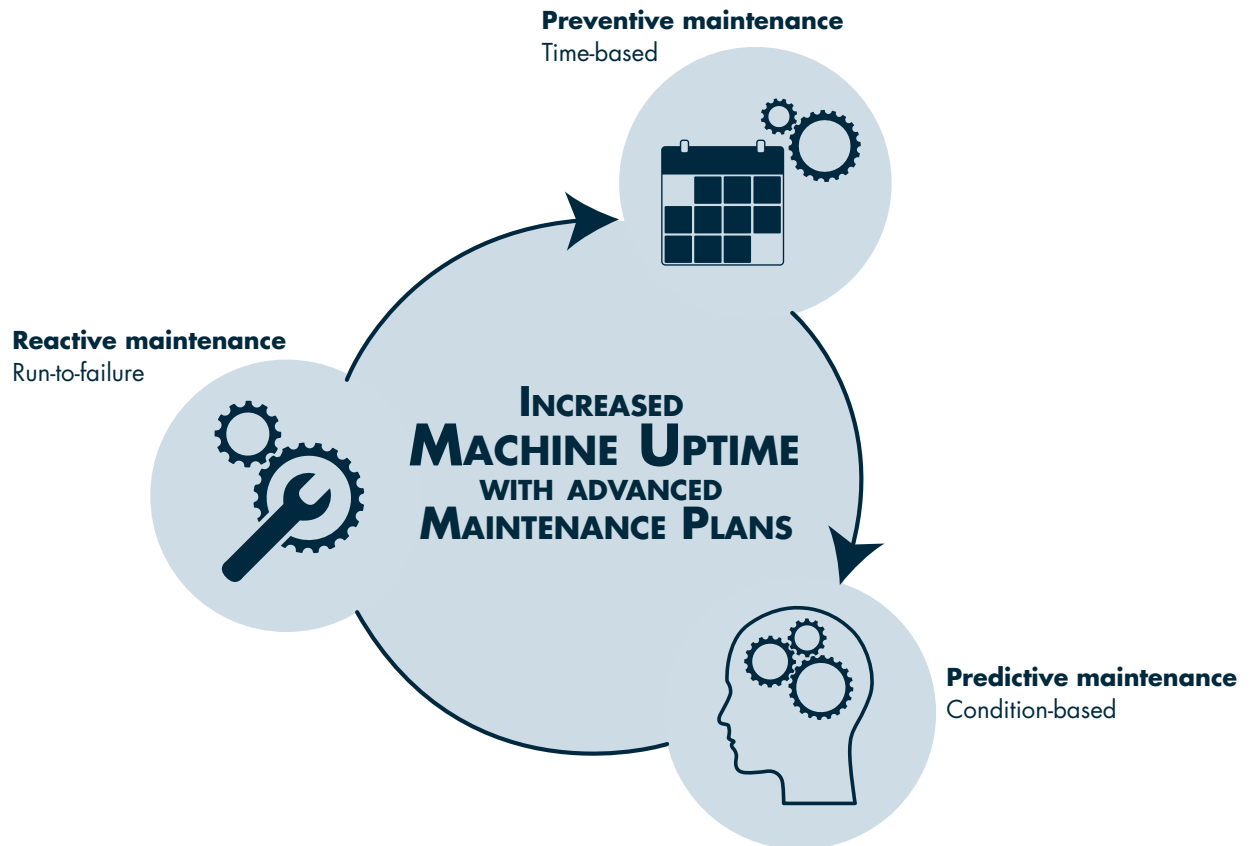 Preventive maintenance
Time-based
Reactive maintenance
Run-to-failure
Increased
Machine Uptime
with advanced
Maintenance Plans
Predictive maintenance
Condition-based